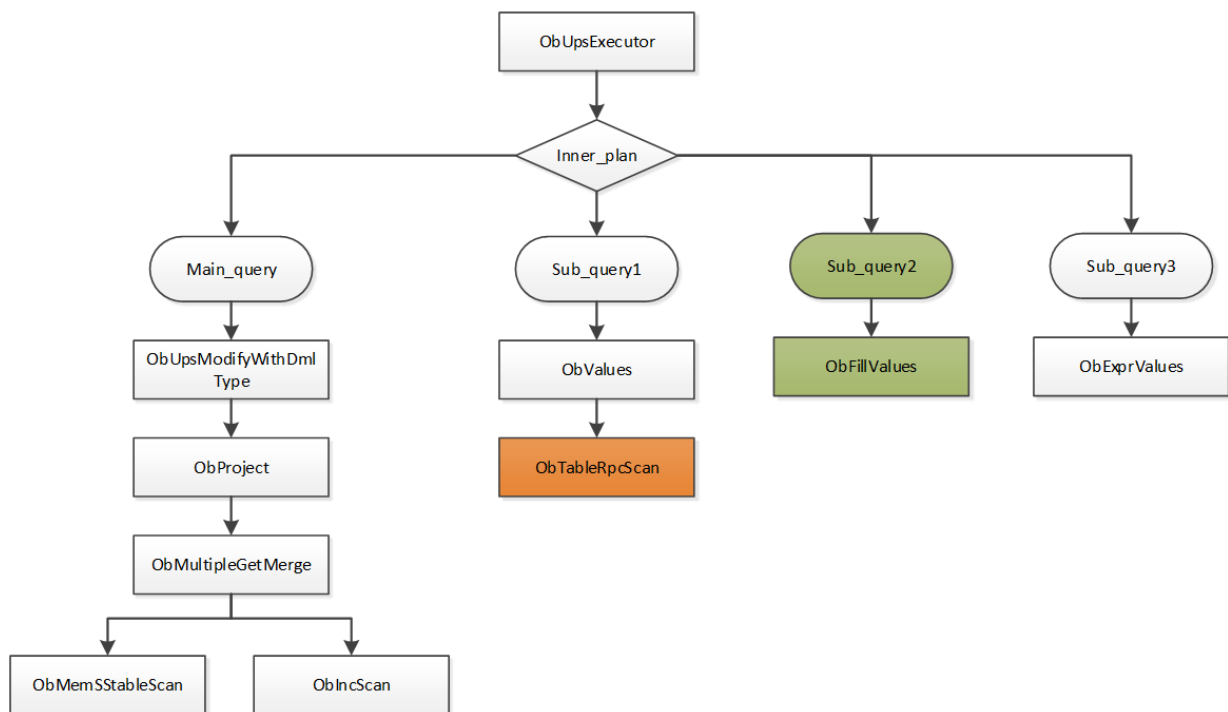 ObUpsExecutor
Inner_plan
Main_query
Sub_query1
Sub_query2
Sub_query3
ObUpsModifyWithDml
Type
ObValues
ObFillValues
ObExprValues
ObProject
ObTableRpcScan
ObMultipleGetMerge
ObMemSStableScan
ObIncScan